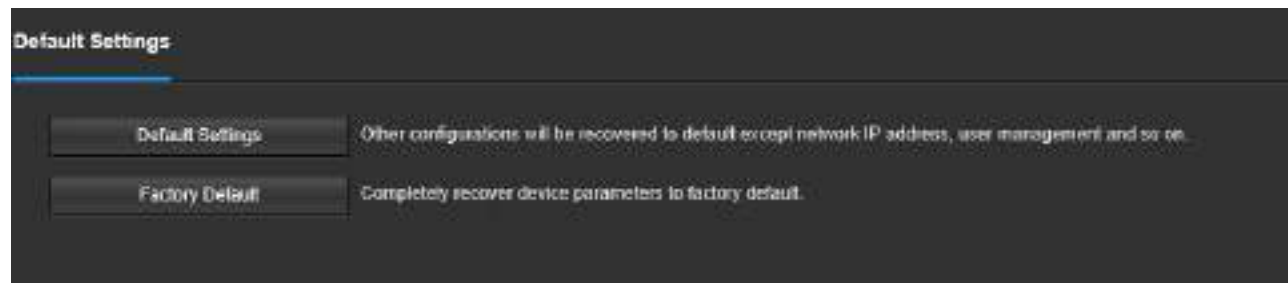 Default Settings
Default Settings
Other configurations will be recovered to default except network IP address, user management and so on.
Factory Default
Completely recover device parameters to factory default.